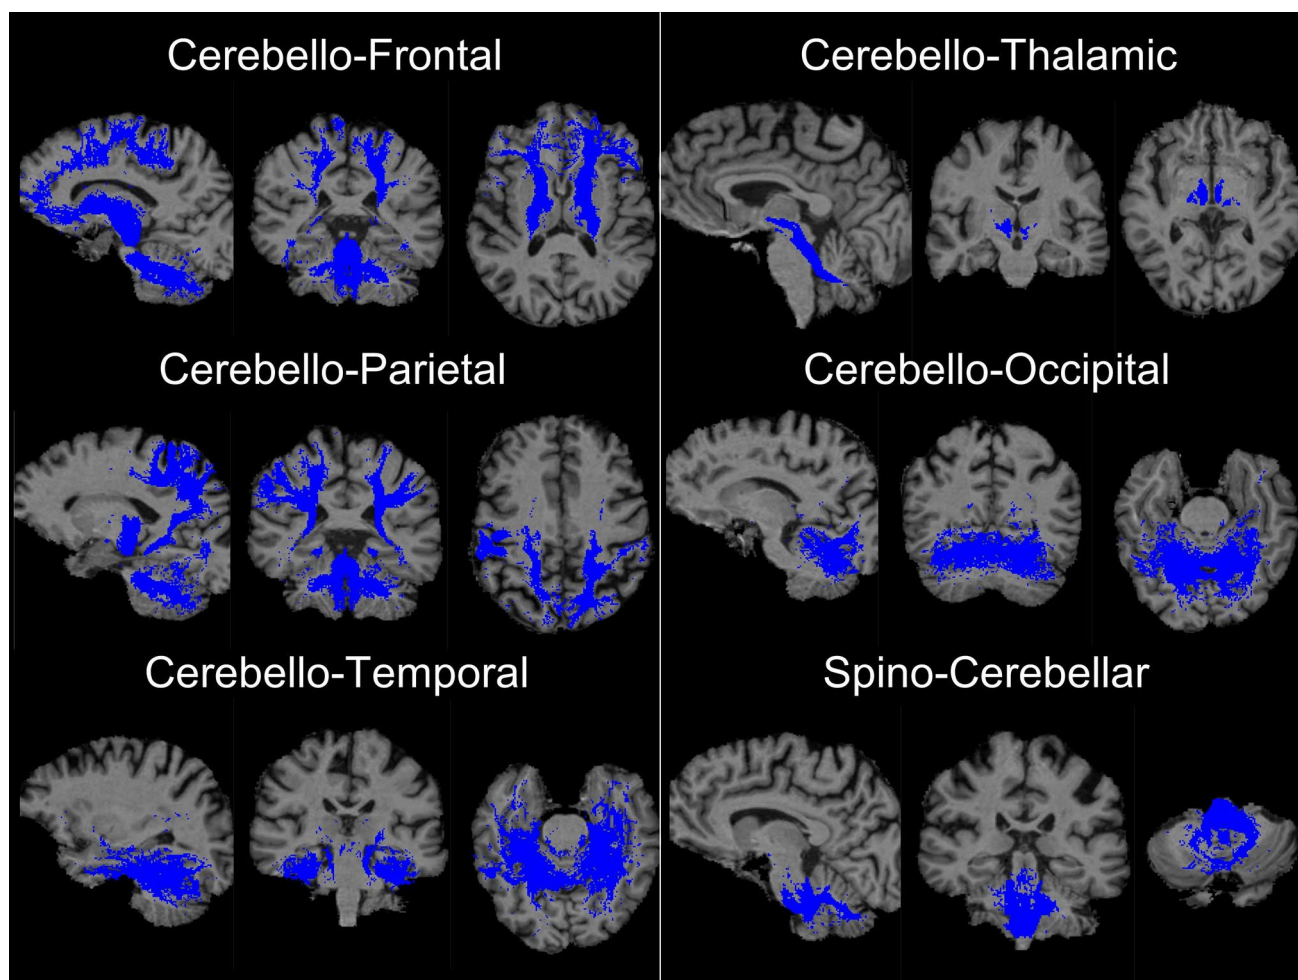 Cerebello-Frontal
Cerebello-Thalamic
Cerebello-Parietal
Cerebello-Occipital
Cerebello-Temporal
Spino-Cerebellar